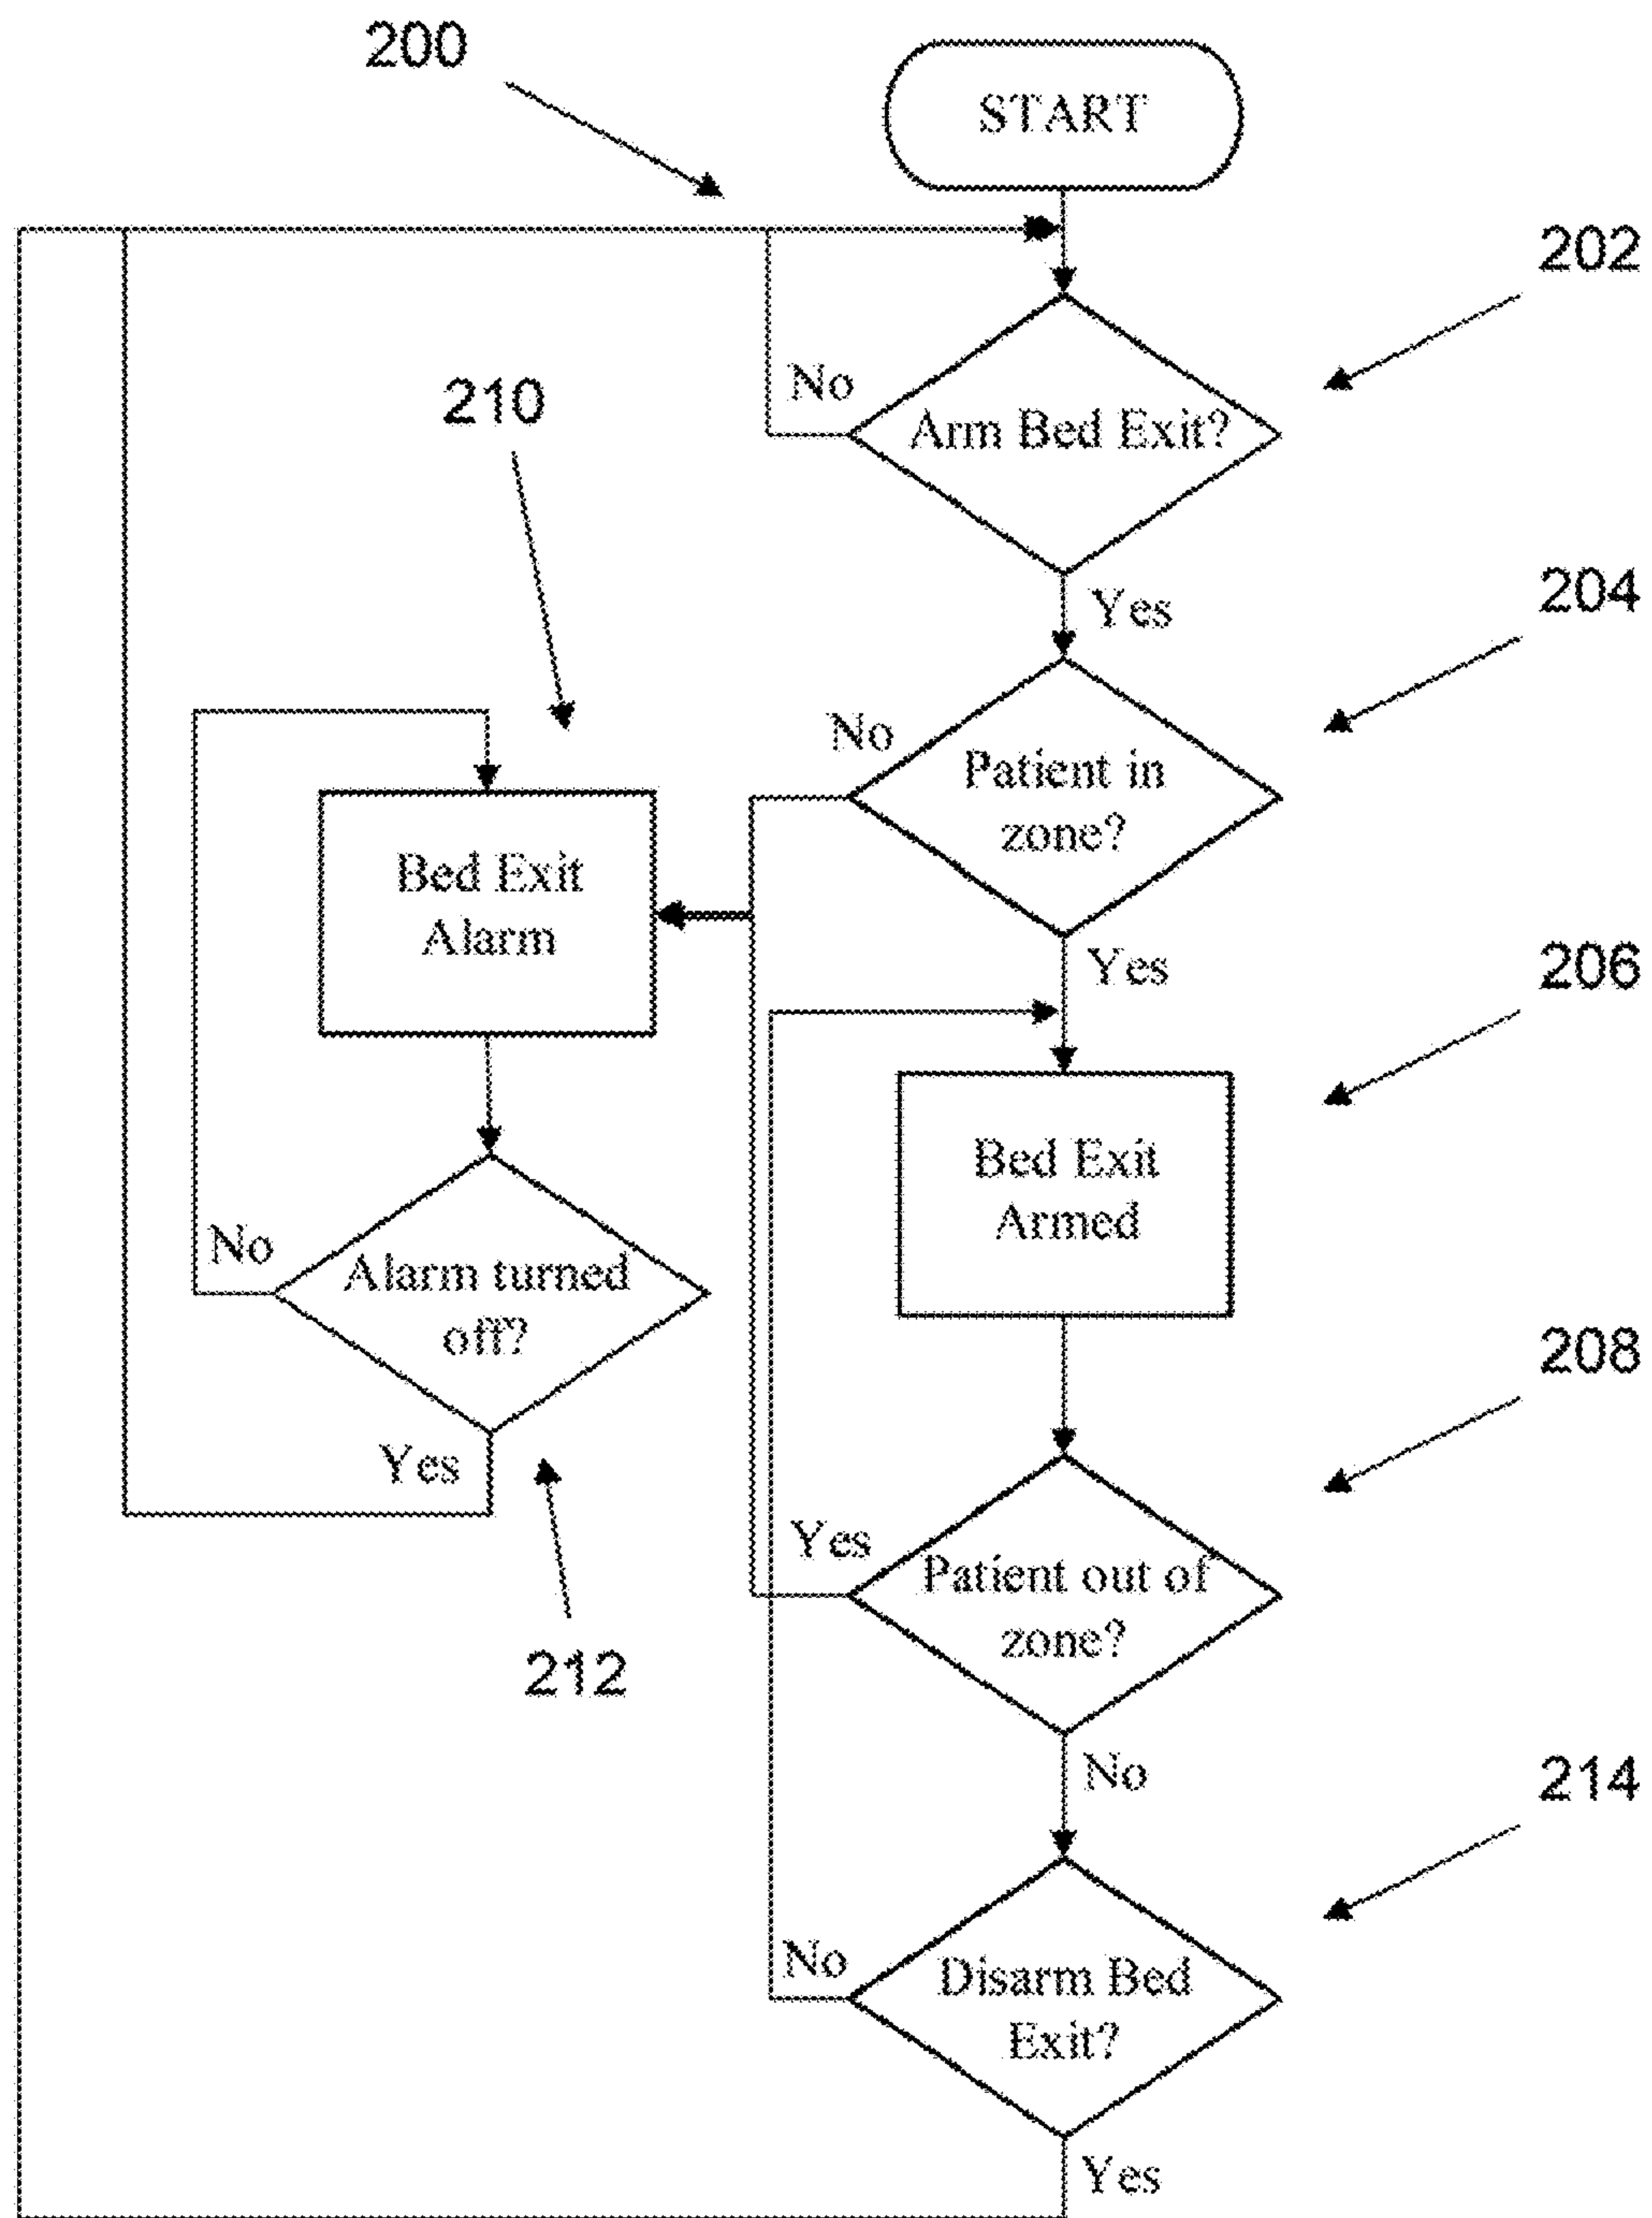 200
START
202
No
Arm Bed Exit?
210
Yes
204
No
Patient in
zone?
Bed Exit
Alarm
Yes
206
Bed Exit
Armed
No
Alarm turned
off?
Yes
208
Yes
Patient out of
zone?
212
No
214
No
Disarm Bed
Exit?
Yes